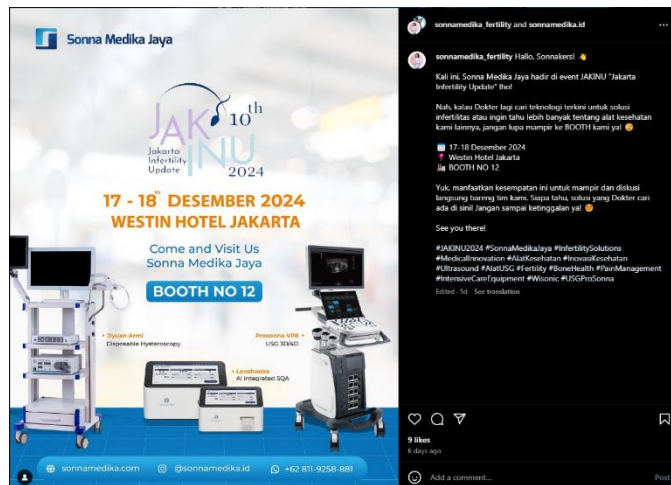 Sonna Medika Jaya
JAK 10th
INU
Jakarta
Infertility
Update
2024
17 - 18th DESEMBER 2024
WESTIN HOTEL JAKARTA
Come and Visit Us
Sonna Medika Jaya
BOOTH NO 12
• Jiyuan Armi
Disposable Hysteroscopy
• Prosonna VP8
USG 3D/4D
• Lenshooke
AI Integrated SQA
sonnamedika.com
@sonnamedika.id
+62 811-9258-881
sonnamedika_fertility and sonnamedika.id
sonnamedika_fertility Hallo, Sonnakers! 👋
Kali ini, Sonna Medika Jaya hadir di event JAKINU "Jakarta
Infertility Update" lho!
Nah, kalau Dokter lagi cari teknologi terkini untuk solusi
infertilitas atau ingin tahu lebih banyak tentang alat kesehatan
kami lainnya, jangan lupa mampir ke BOOTH kami ya! 😊
🗓️ 17-18 Desember 2024
📍 Westin Hotel Jakarta
BOOTH NO 12
Yuk, manfaatkan kesempatan ini untuk mampir dan diskusi
langsung bareng tim kami. Siapa tahu, solusi yang Dokter cari
ada di sini! Jangan sampai ketinggalan ya! 😊
See you there!
#JAKINU2024 #SonnaMedikaJaya #InfertilitySolutions
#MedicalInnovation #AlatKesehatan #InovasiKesehatan
#Ultrasound #AlatUSG #Fertility #BoneHealth #PainManagement
#IntensiveCareEquipment #Wisonic #USGProSonna
Edited · 5d See translation
9 likes
6 days ago
Add a comment...
Post